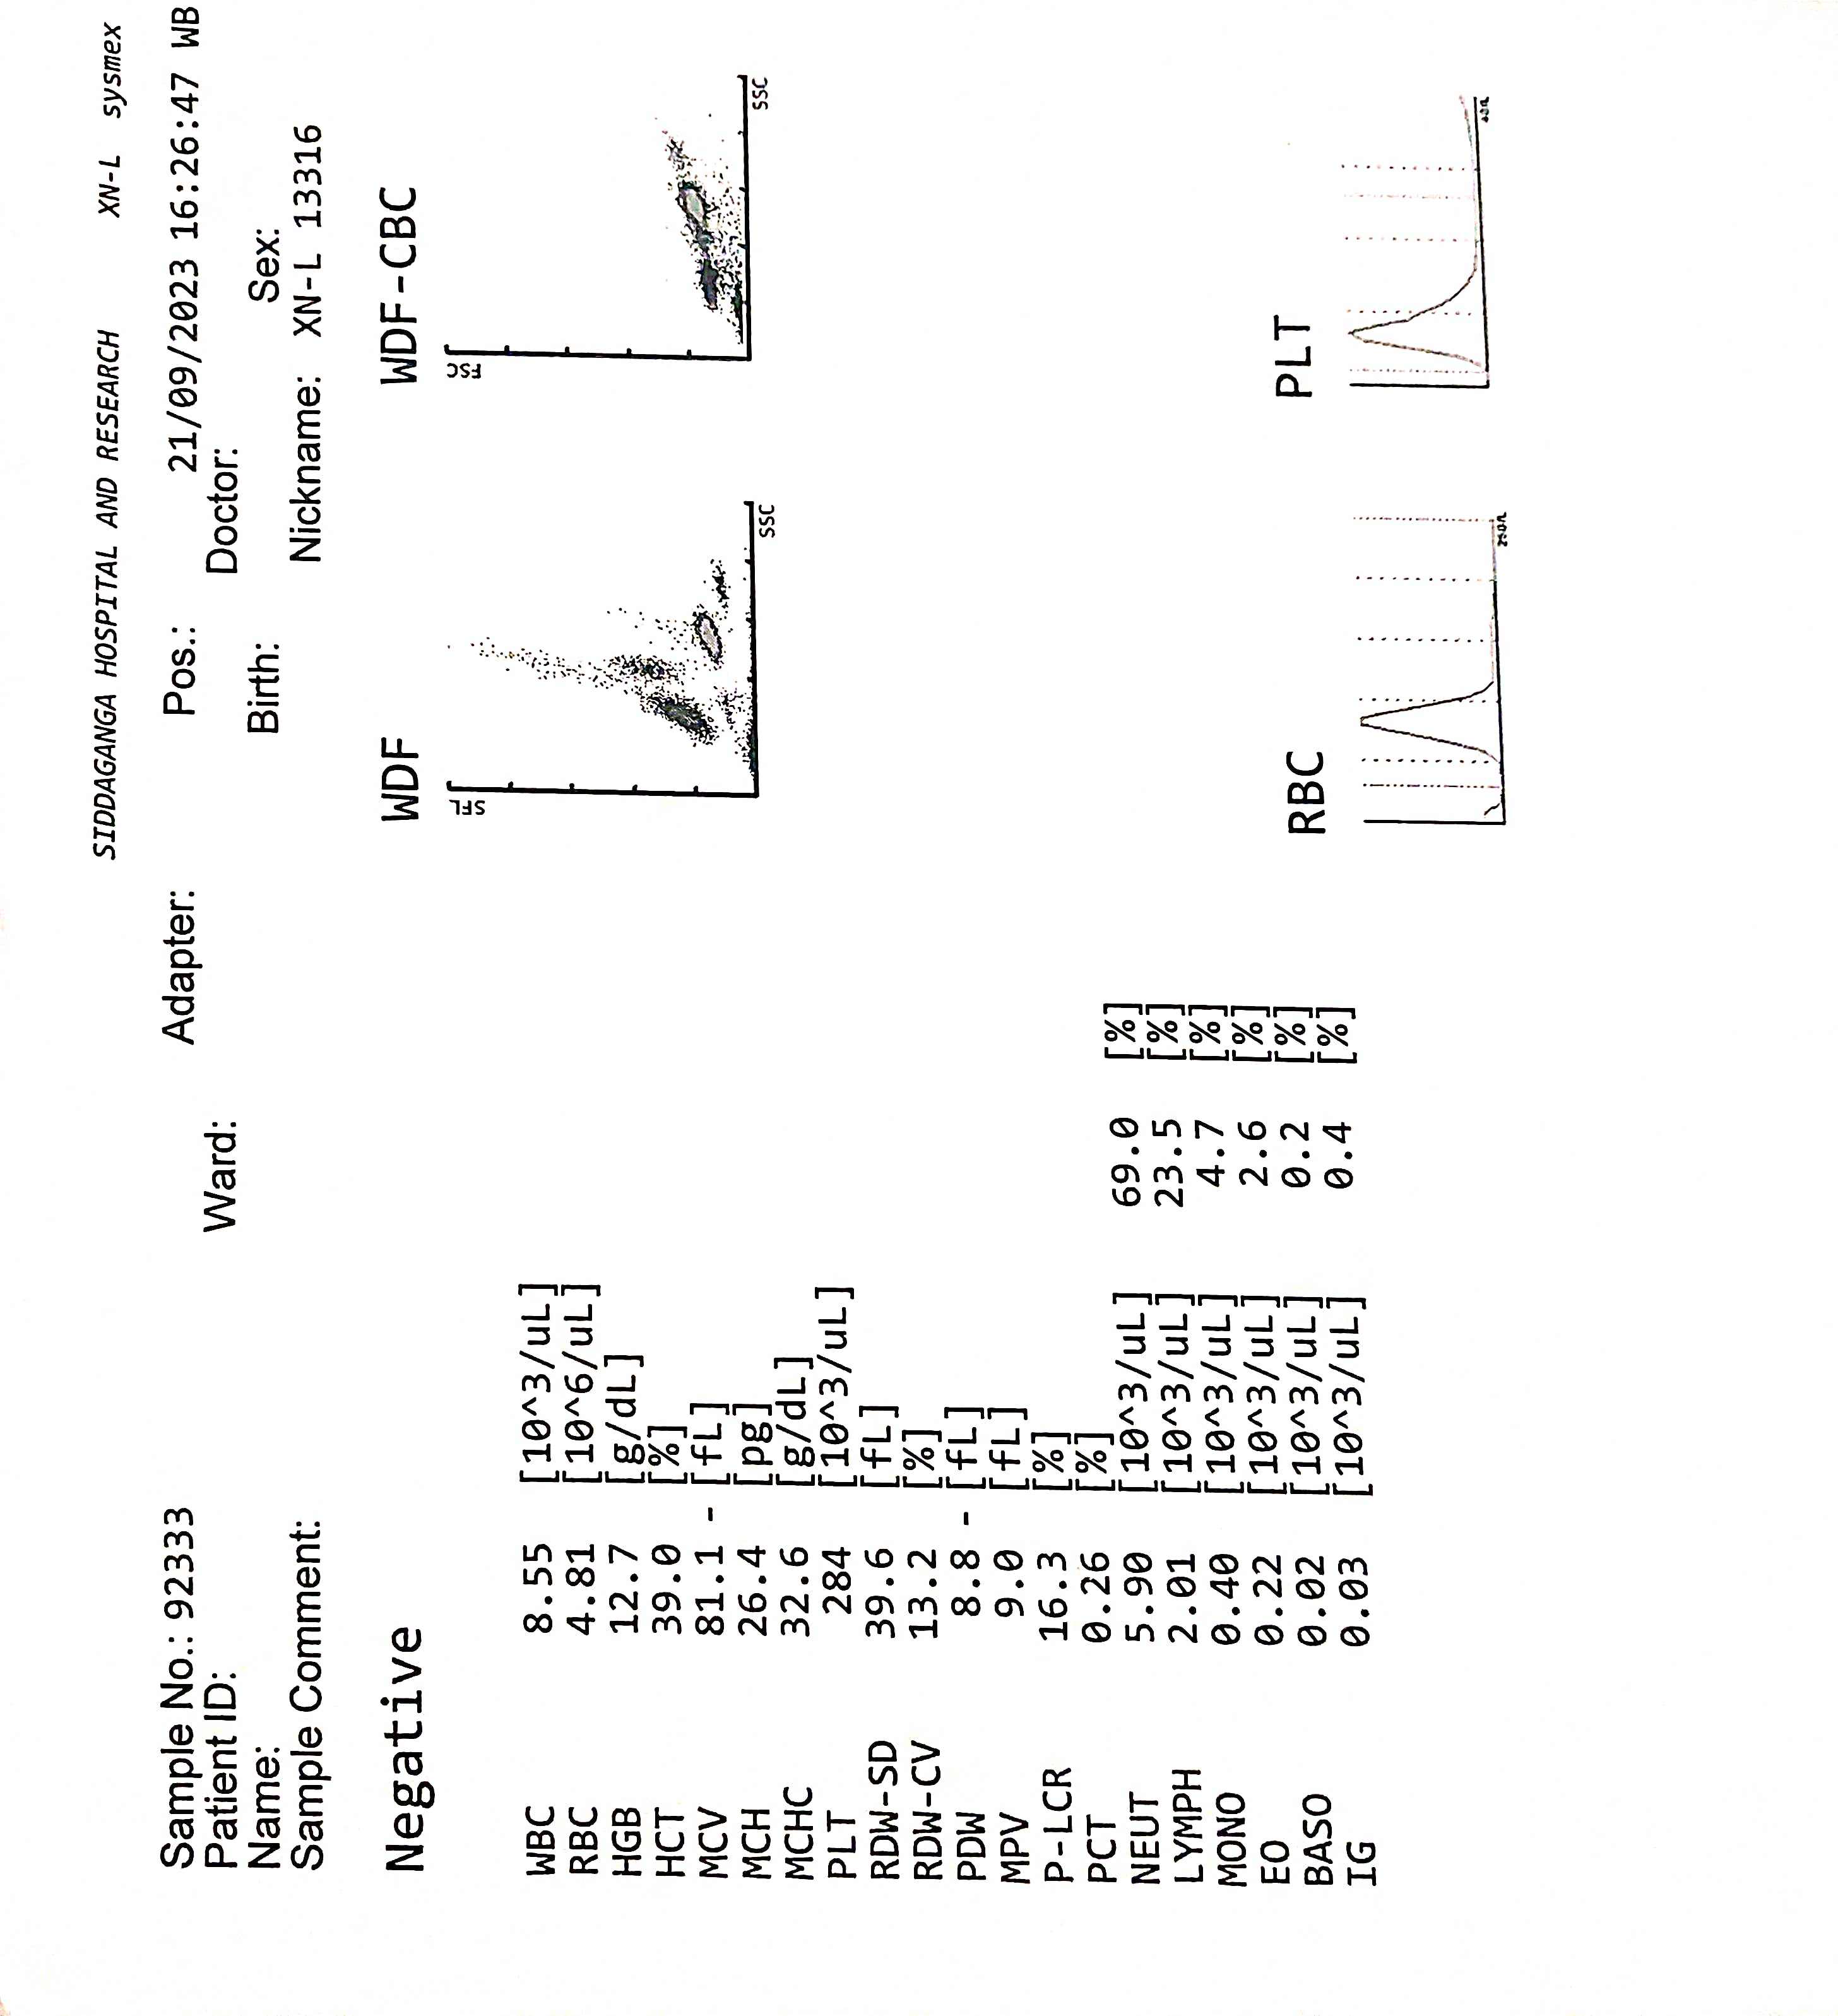 SIDDAGANGA HOSPITAL AND RESEARCH XN-L sysmex
Sample No.: 92333 Adapter: Pos.: 21/09/2023 16:26:47 WB
Patient ID: Ward: Doctor:
Name: Birth: Sex:
Sample Comment: Nickname: XN-L 13316
Negative WDF WDF-CBC
SFL FSC
WBC 8.55 [10^3/uL]
RBC 4.81 [10^6/uL]
HGB 12.7 [g/dL]
HCT 39.0 [%]
MCV 81.1 - [fL]
MCH 26.4 [pg]
SSC SSC
MCHC 32.6 [g/dL]
PLT 284 [10^3/uL]
RDW-SD 39.6 [fL]
RDW-CV 13.2 [%]
PDW 8.8 - [fL]
MPV 9.0 [fL]
P-LCR 16.3 [%]
PCT 0.26 [%]
NEUT 5.90 [10^3/uL] 69.0 [%]
LYMPH 2.01 [10^3/uL] 23.5 [%]
MONO 0.40 [10^3/uL] 4.7 [%]
EO 0.22 [10^3/uL] 2.6 [%]
BASO 0.02 [10^3/uL] 0.2 [%]
IG 0.03 [10^3/uL] 0.4 [%]
RBC PLT